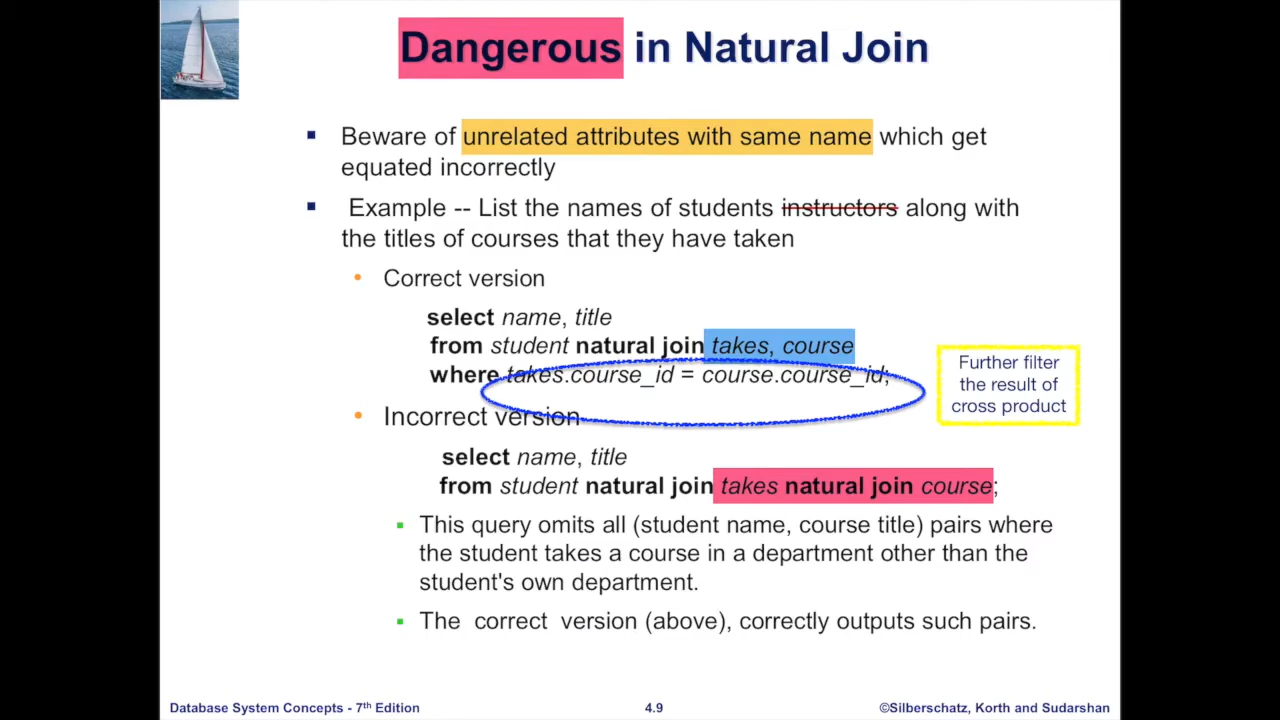 Dangerous in Natural Join
▪ Beware of unrelated attributes with same name which get
equated incorrectly
▪ Example -- List the names of students instructors along with
the titles of courses that they have taken
• Correct version
select name, title
from student natural join takes, course
where takes.course_id = course.course_id;
Further filter
the result of
cross product
• Incorrect version
select name, title
from student natural join takes natural join course;
▪ This query omits all (student name, course title) pairs where
the student takes a course in a department other than the
student's own department.
▪ The correct version (above), correctly outputs such pairs.
Database System Concepts - 7th Edition
4.9
©Silberschatz, Korth and Sudarshan